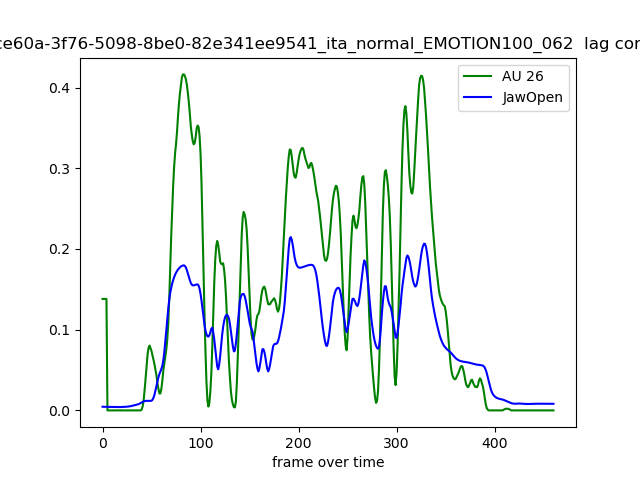 ce60a-3f76-5098-8be0-82e341ee9541_ita_normal_EMOTION100_062 lag cor
AU 26
JawOpen
0.4
0.3
0.2
0.1
0.0
0 100 200 300 400
frame over time